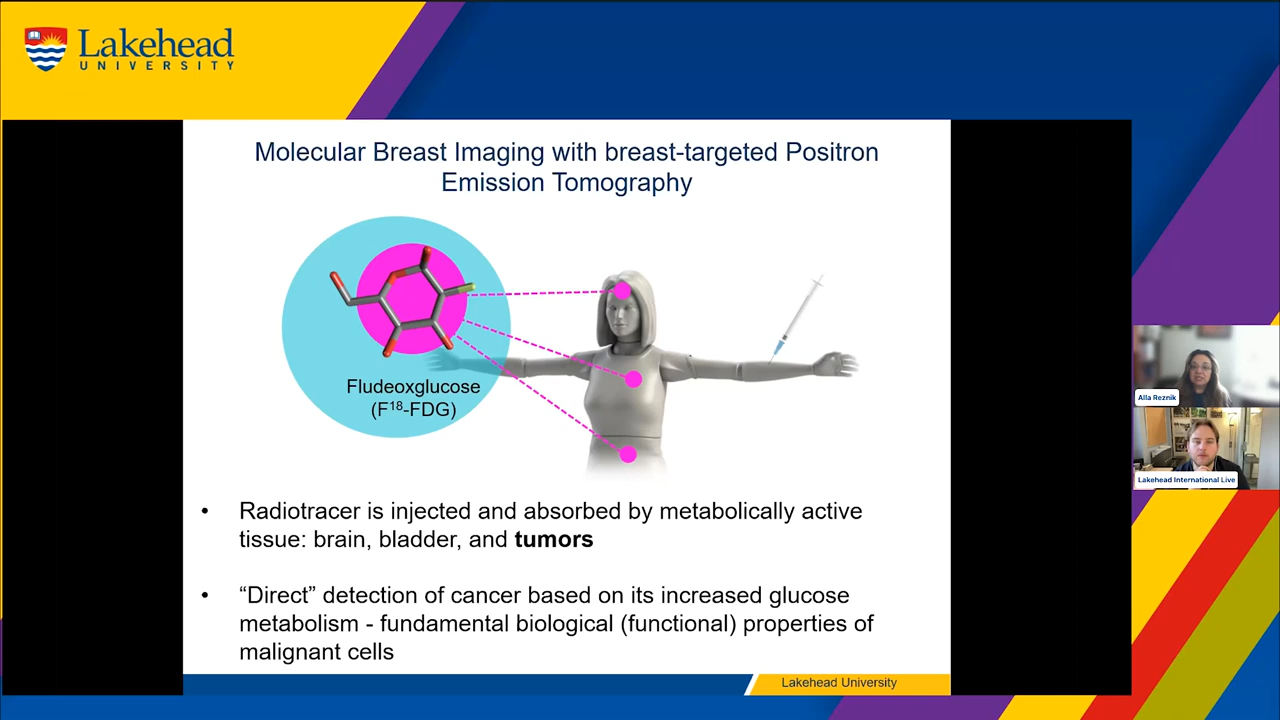 Lakehead
UNIVERSITY
Molecular Breast Imaging with breast-targeted Positron
Emission Tomography
Fludeoxglucose
(F18-FDG)
• Radiotracer is injected and absorbed by metabolically active
tissue: brain, bladder, and tumors
• “Direct” detection of cancer based on its increased glucose
metabolism - fundamental biological (functional) properties of
malignant cells
Lakehead University
Alla Reznik
Lakehead International Live